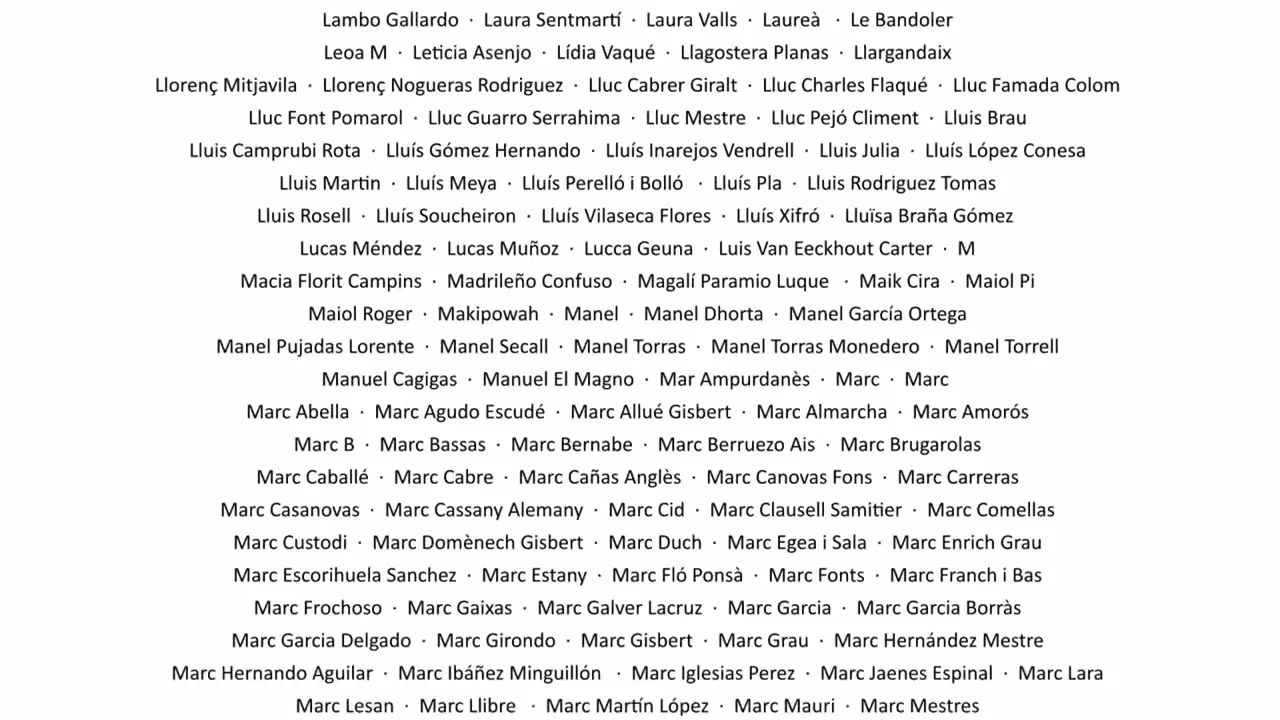 Lambo Gallardo · Laura Sentmartí · Laura Valls · Laureà · Le Bandoler
Leoa M · Leticia Asenjo · Lídia Vaqué · Llagostera Planas · Llargandaix
Llorenç Mitjavila · Llorenç Nogueras Rodriguez · Lluc Cabrer Giralt · Lluc Charles Flaqué · Lluc Famada Colom
Lluc Font Pomarol · Lluc Guarro Serrahima · Lluc Mestre · Lluc Pejó Climent · Lluis Brau
Lluis Camprubi Rota · Lluís Gómez Hernando · Lluís Inarejos Vendrell · Lluis Julia · Lluís López Conesa
Lluis Martin · Lluís Meya · Lluís Perelló i Bolló · Lluís Pla · Lluis Rodriguez Tomas
Lluis Rosell · Lluís Soucheiron · Lluís Vilaseca Flores · Lluís Xifró · Lluïsa Braña Gómez
Lucas Méndez · Lucas Muñoz · Lucca Geuna · Luis Van Eeckhout Carter · M
Macia Florit Campins · Madrileño Confuso · Magalí Paramio Luque · Maik Cira · Maiol Pi
Maiol Roger · Makipowah · Manel · Manel Dhorta · Manel García Ortega
Manel Pujadas Lorente · Manel Secall · Manel Torras · Manel Torras Monedero · Manel Torrell
Manuel Cagigas · Manuel El Magno · Mar Ampurdanès · Marc · Marc
Marc Abella · Marc Agudo Escudé · Marc Allué Gisbert · Marc Almarcha · Marc Amorós
Marc B · Marc Bassas · Marc Bernabe · Marc Berruezo Ais · Marc Brugarolas
Marc Caballé · Marc Cabre · Marc Cañas Anglès · Marc Canovas Fons · Marc Carreras
Marc Casanovas · Marc Cassany Alemany · Marc Cid · Marc Clausell Samitier · Marc Comellas
Marc Custodi · Marc Domènech Gisbert · Marc Duch · Marc Egea i Sala · Marc Enrich Grau
Marc Escorihuela Sanchez · Marc Estany · Marc Fló Ponsà · Marc Fonts · Marc Franch i Bas
Marc Frochoso · Marc Gaixas · Marc Galver Lacruz · Marc Garcia · Marc Garcia Borràs
Marc Garcia Delgado · Marc Girondo · Marc Gisbert · Marc Grau · Marc Hernández Mestre
Marc Hernando Aguilar · Marc Ibáñez Minguillón · Marc Iglesias Perez · Marc Jaenes Espinal · Marc Lara
Marc Lesan · Marc Llibre · Marc Martín López · Marc Mauri · Marc Mestres